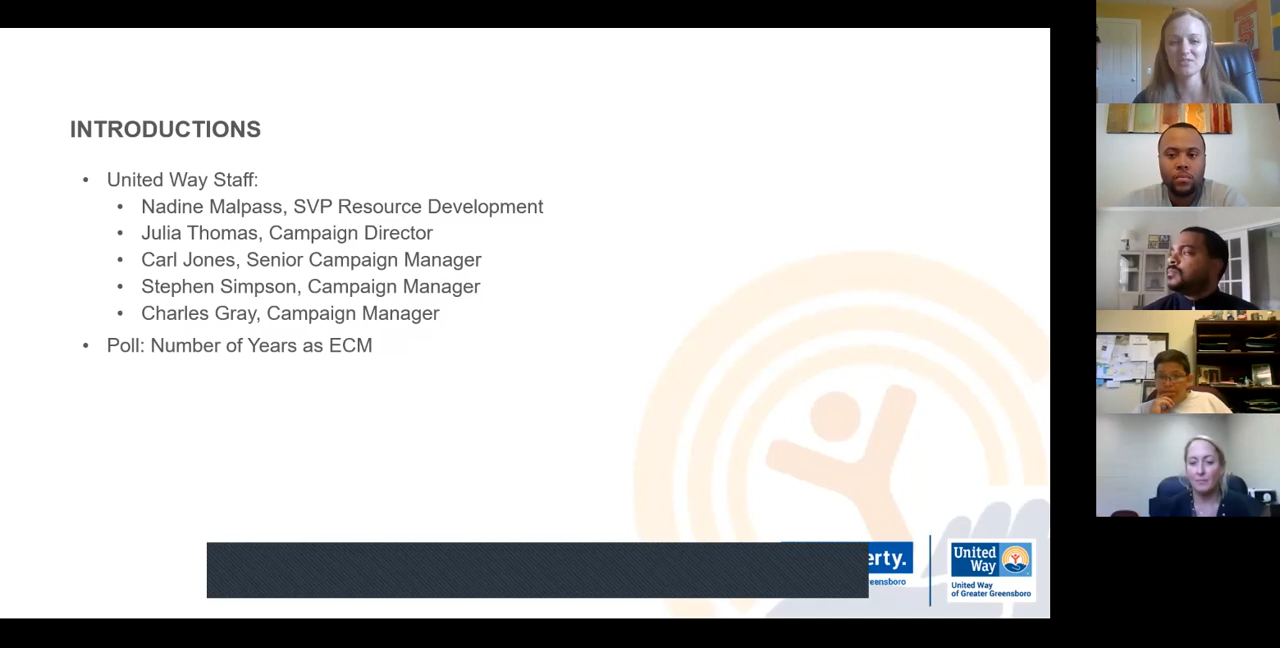 INTRODUCTIONS
• United Way Staff:
• Nadine Malpass, SVP Resource Development
• Julia Thomas, Campaign Director
• Carl Jones, Senior Campaign Manager
• Stephen Simpson, Campaign Manager
• Charles Gray, Campaign Manager
• Poll: Number of Years as ECM
erty.
eensboro
United
Way
United Way
of Greater Greensboro